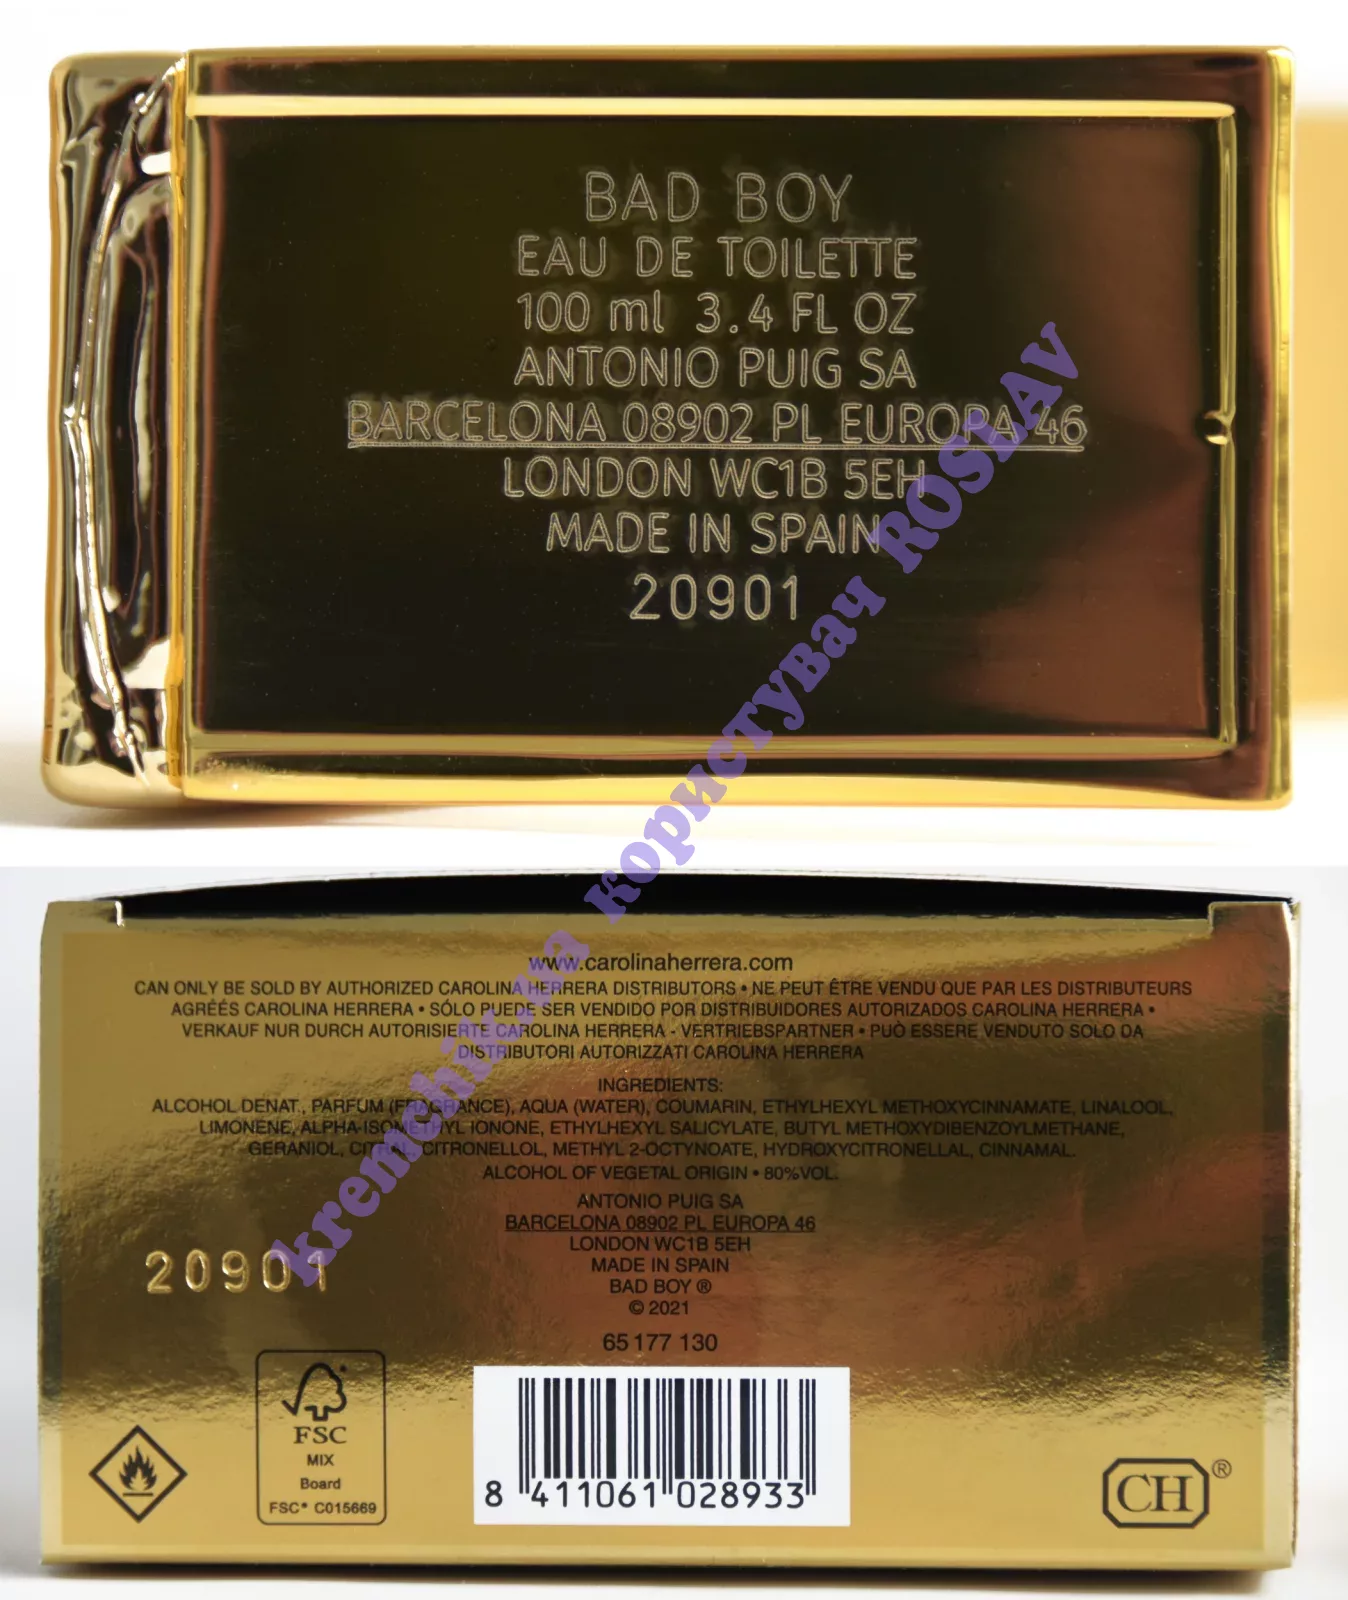 BAD BOY
EAU DE TOILETTE
100 ml 3.4 FL OZ
ANTONIO PUIG SA
BARCELONA 08902 PL EUROPA 46
LONDON WC1B 5EH
MADE IN SPAIN
20901
kremchik.ua користувач ROSiAV
www.carolinaherrera.com
CAN ONLY BE SOLD BY AUTHORIZED CAROLINA HERRERA DISTRIBUTORS • NE PEUT ÊTRE VENDU QUE PAR LES DISTRIBUTEURS
AGRÉÉS CAROLINA HERRERA • SÓLO PUEDE SER VENDIDO POR DISTRIBUIDORES AUTORIZADOS CAROLINA HERRERA •
VERKAUF NUR DURCH AUTORISIERTE CAROLINA HERRERA - VERTRIEBSPARTNER • PUÒ ESSERE VENDUTO SOLO DA
DISTRIBUTORI AUTORIZZATI CAROLINA HERRERA
INGREDIENTS:
ALCOHOL DENAT., PARFUM (FRAGRANCE), AQUA (WATER), COUMARIN, ETHYLHEXYL METHOXYCINNAMATE, LINALOOL,
LIMONENE, ALPHA-ISOMETHYL IONONE, ETHYLHEXYL SALICYLATE, BUTYL METHOXYDIBENZOYLMETHANE,
GERANIOL, CITRAL, CITRONELLOL, METHYL 2-OCTYNOATE, HYDROXYCITRONELLAL, CINNAMAL.
ALCOHOL OF VEGETAL ORIGIN • 80%VOL.
ANTONIO PUIG SA
BARCELONA 08902 PL EUROPA 46
LONDON WC1B 5EH
MADE IN SPAIN
BAD BOY ®
© 2021
20901
65177 130
FSC
MIX
Board
FSC® C015669
8 411061 028933
CH®